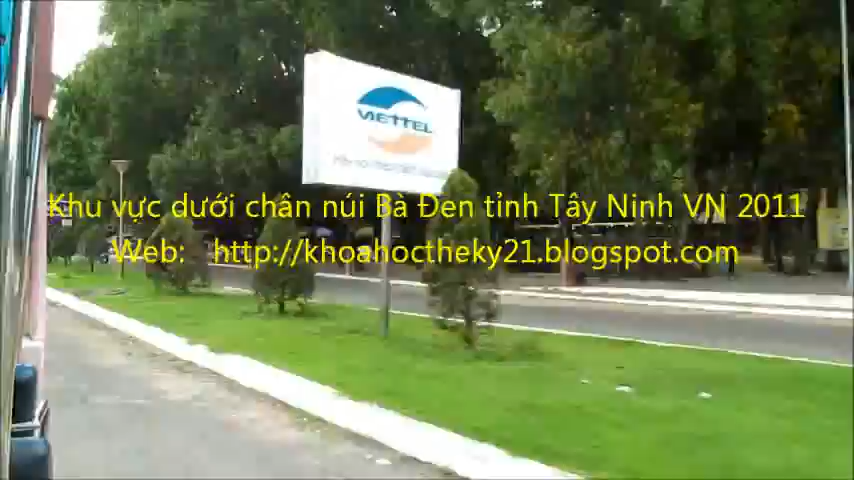 VIETTEL
Khu vực dưới chân núi Bà Đen tỉnh Tây Ninh VN 2011
Web: http://khoahoctheky21.blogspot.com